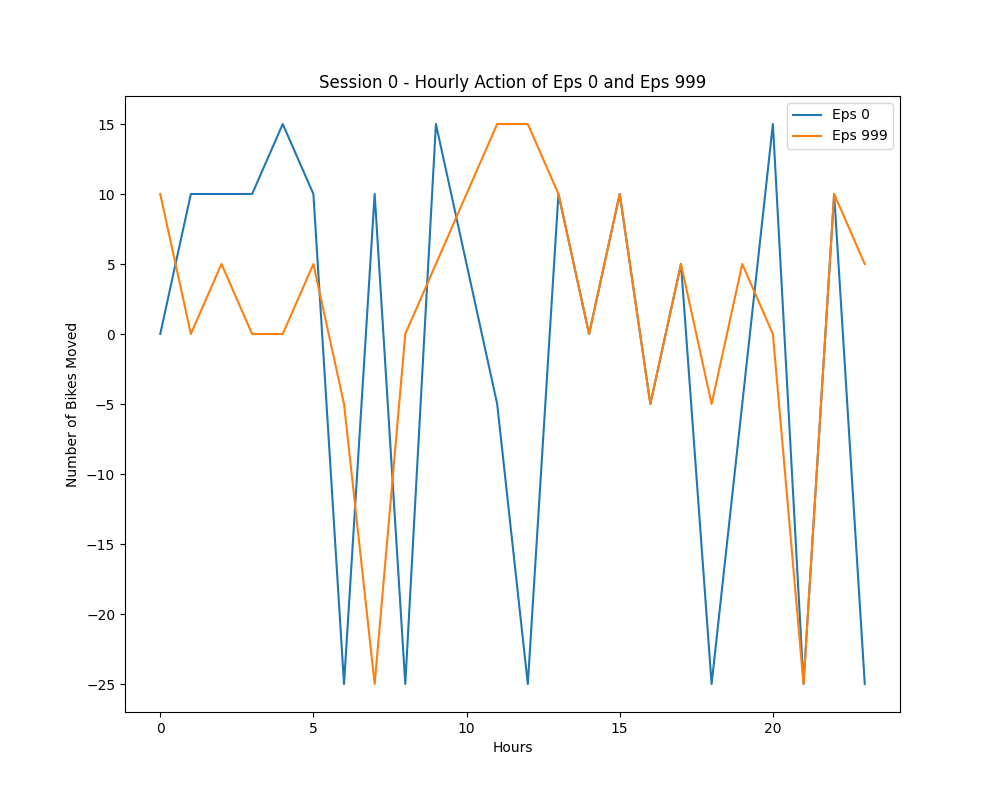 Session 0 - Hourly Action of Eps 0 and Eps 999
Eps 0
Eps 999
Number of Bikes Moved
15
10
5
0
−5
−10
−15
−20
−25
0 5 10 15 20
Hours